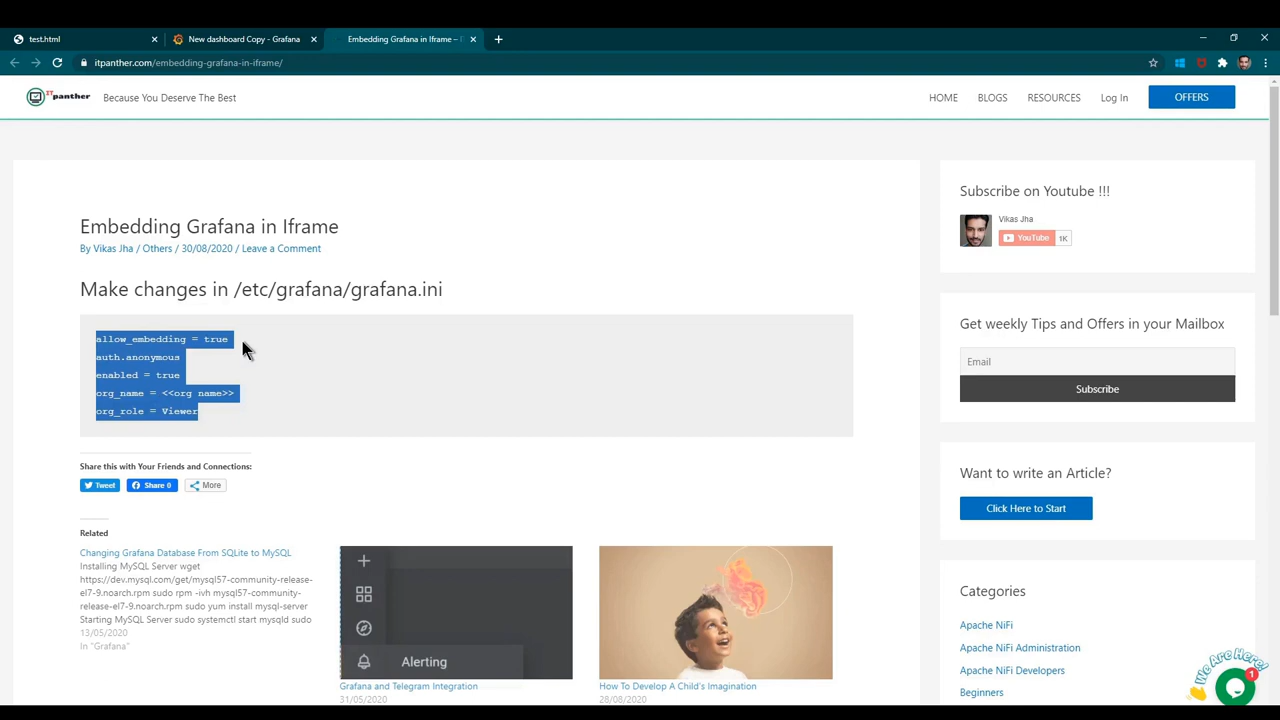 test.html
New dashboard Copy - Grafana
Embedding Grafana in Iframe –
itpanther.com/embedding-grafana-in-iframe/
ITpanther
Because You Deserve The Best
HOME
BLOGS
RESOURCES
Log In
OFFERS
Embedding Grafana in Iframe
By Vikas Jha / Others / 30/08/2020 / Leave a Comment
Make changes in /etc/grafana/grafana.ini
allow_embedding = true
auth.anonymous
enabled = true
org_name = <<org name>>
org_role = Viewer
Share this with Your Friends and Connections:
Tweet
Share 0
More
Related
Changing Grafana Database From SQLite to MySQL
Installing MySQL Server wget
https://dev.mysql.com/get/mysql57-community-release-
el7-9.noarch.rpm sudo rpm -ivh mysql57-community-
release-el7-9.noarch.rpm sudo yum install mysql-server
Starting MySQL Server sudo systemctl start mysqld sudo
13/05/2020
In "Grafana"
Alerting
Grafana and Telegram Integration
31/05/2020
How To Develop A Child's Imagination
28/08/2020
Subscribe on Youtube !!!
Vikas Jha
YouTube
1K
Get weekly Tips and Offers in your Mailbox
Email
Subscribe
Want to write an Article?
Click Here to Start
Categories
Apache NiFi
Apache NiFi Administration
Apache NiFi Developers
Beginners
We Are Here!
1